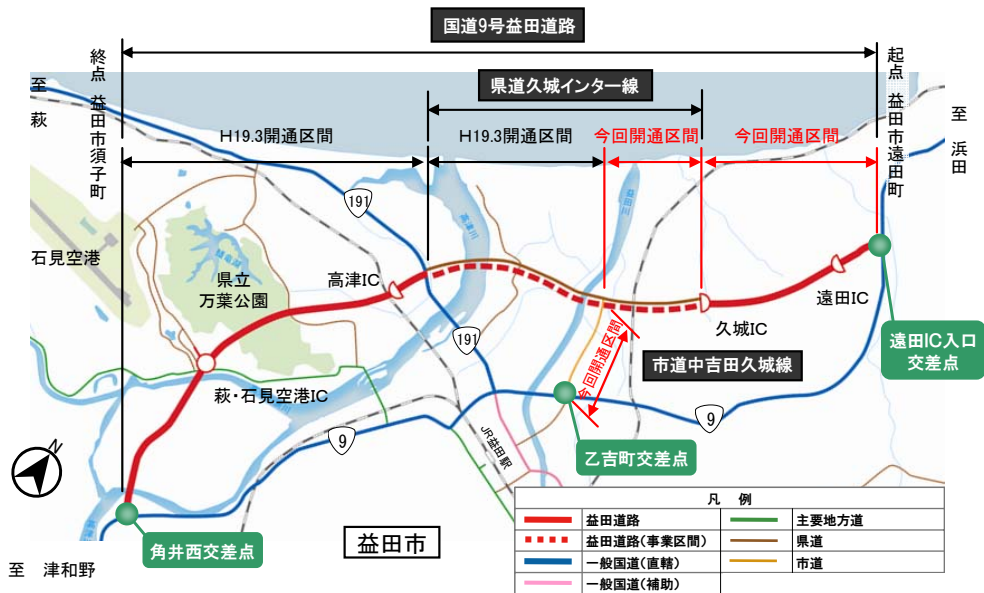 国道9号益田道路
終点 益田市須子町
起点 益田市遠田町
至 萩
至 浜田
県道久城インター線
H19.3開通区間
H19.3開通区間
今回開通区間
今回開通区間
191
高津川
益田川
石見空港
蟠竜湖
県立
万葉公園
高津IC
遠田IC
久城IC
191
今回開通区間
市道中吉田久城線
遠田IC入口
交差点
萩・石見空港IC
9
9
JR益田駅
乙吉町交差点
N
角井西交差点
益田市
至 津和野
凡 例
益田道路
主要地方道
益田道路(事業区間)
県道
一般国道(直轄)
市道
一般国道(補助)